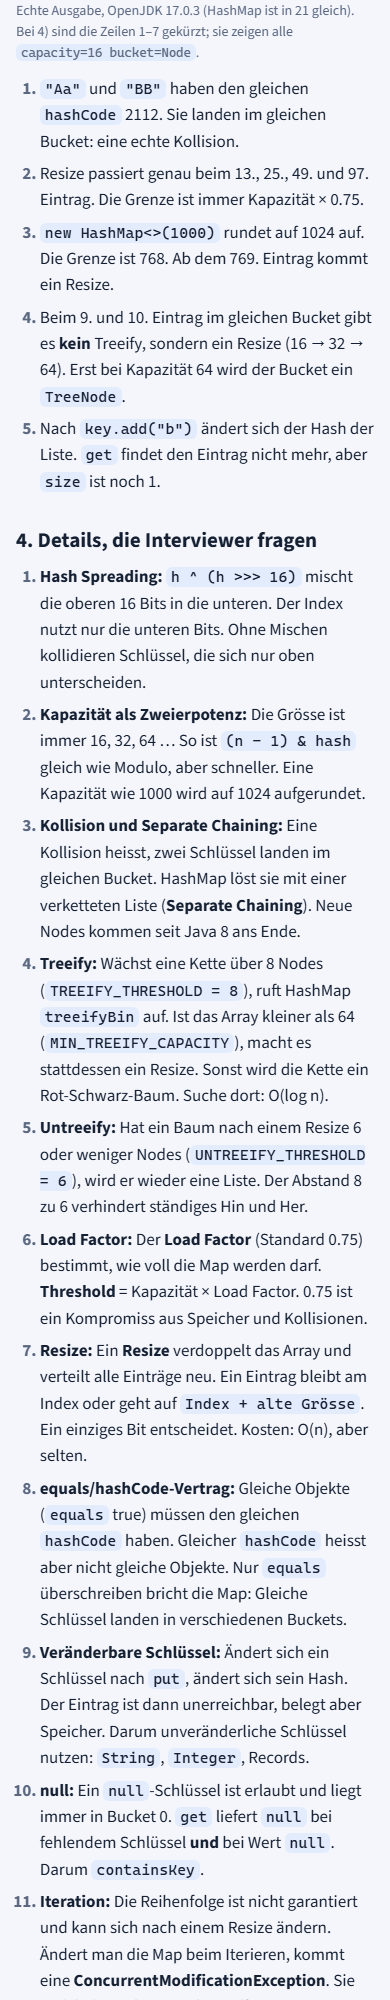 Echte Ausgabe, OpenJDK 17.0.3 (HashMap ist in 21 gleich).
Bei 4) sind die Zeilen 1–7 gekürzt; sie zeigen alle
capacity=16 bucket=Node.
1. "Aa" und "BB" haben den gleichen
hashCode 2112. Sie landen im gleichen
Bucket: eine echte Kollision.
2. Resize passiert genau beim 13., 25., 49. und 97.
Eintrag. Die Grenze ist immer Kapazität × 0.75.
3. new HashMap<>(1000) rundet auf 1024 auf.
Die Grenze ist 768. Ab dem 769. Eintrag kommt
ein Resize.
4. Beim 9. und 10. Eintrag im gleichen Bucket gibt
es kein Treeify, sondern ein Resize (16 → 32 →
64). Erst bei Kapazität 64 wird der Bucket ein
TreeNode.
5. Nach key.add("b") ändert sich der Hash der
Liste. get findet den Eintrag nicht mehr, aber
size ist noch 1.
4. Details, die Interviewer fragen
1. Hash Spreading: h ^ (h >>> 16) mischt
die oberen 16 Bits in die unteren. Der Index
nutzt nur die unteren Bits. Ohne Mischen
kollidieren Schlüssel, die sich nur oben
unterscheiden.
2. Kapazität als Zweierpotenz: Die Grösse ist
immer 16, 32, 64 … So ist (n - 1) & hash
gleich wie Modulo, aber schneller. Eine
Kapazität wie 1000 wird auf 1024 aufgerundet.
3. Kollision und Separate Chaining: Eine
Kollision heisst, zwei Schlüssel landen im
gleichen Bucket. HashMap löst sie mit einer
verketteten Liste (Separate Chaining). Neue
Nodes kommen seit Java 8 ans Ende.
4. Treeify: Wächst eine Kette über 8 Nodes
(TREEIFY_THRESHOLD = 8), ruft HashMap
treeifyBin auf. Ist das Array kleiner als 64
(MIN_TREEIFY_CAPACITY), macht es
stattdessen ein Resize. Sonst wird die Kette ein
Rot-Schwarz-Baum. Suche dort: O(log n).
5. Untreeify: Hat ein Baum nach einem Resize 6
oder weniger Nodes (UNTREEIFY_THRESHOLD
= 6), wird er wieder eine Liste. Der Abstand 8
zu 6 verhindert ständiges Hin und Her.
6. Load Factor: Der Load Factor (Standard 0.75)
bestimmt, wie voll die Map werden darf.
Threshold = Kapazität × Load Factor. 0.75 ist
ein Kompromiss aus Speicher und Kollisionen.
7. Resize: Ein Resize verdoppelt das Array und
verteilt alle Einträge neu. Ein Eintrag bleibt am
Index oder geht auf Index + alte Grösse.
Ein einziges Bit entscheidet. Kosten: O(n), aber
selten.
8. equals/hashCode-Vertrag: Gleiche Objekte
(equals true) müssen den gleichen
hashCode haben. Gleicher hashCode heisst
aber nicht gleiche Objekte. Nur equals
überschreiben bricht die Map: Gleiche
Schlüssel landen in verschiedenen Buckets.
9. Veränderbare Schlüssel: Ändert sich ein
Schlüssel nach put, ändert sich sein Hash.
Der Eintrag ist dann unerreichbar, belegt aber
Speicher. Darum unveränderliche Schlüssel
nutzen: String, Integer, Records.
10. null: Ein null-Schlüssel ist erlaubt und liegt
immer in Bucket 0. get liefert null bei
fehlendem Schlüssel und bei Wert null.
Darum containsKey.
11. Iteration: Die Reihenfolge ist nicht garantiert
und kann sich nach einem Resize ändern.
Ändert man die Map beim Iterieren, kommt
eine ConcurrentModificationException. Sie